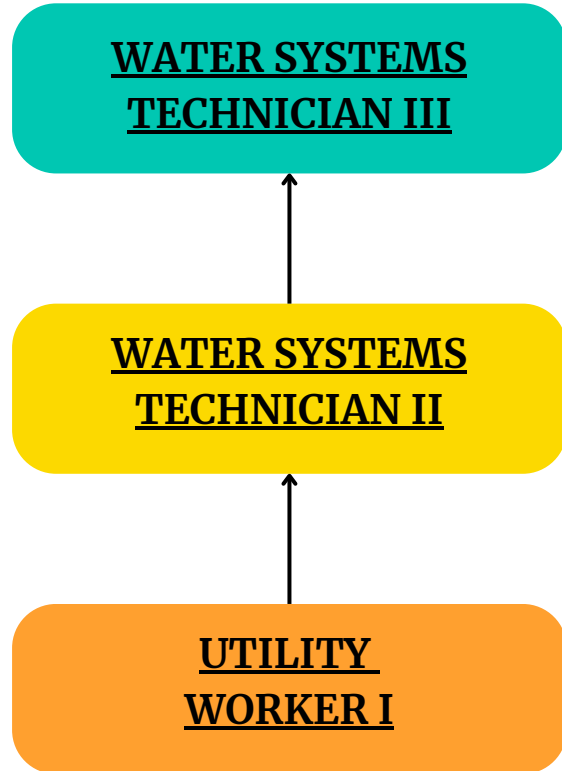 WATER SYSTEMS
TECHNICIAN III
WATER SYSTEMS
TECHNICIAN II
UTILITY
WORKER I